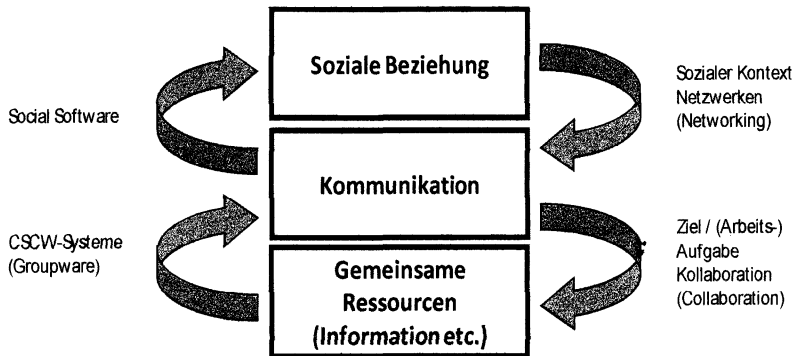 Soziale Beziehung
Social Software
Sozialer Kontext
Netzwerken
(Networking)
Kommunikation
CSCW-Systeme
(Groupware)
Ziel / (Arbeits-)
Aufgabe
Kollaboration
(Collaboration)
Gemeinsame
Ressourcen
(Information etc.)